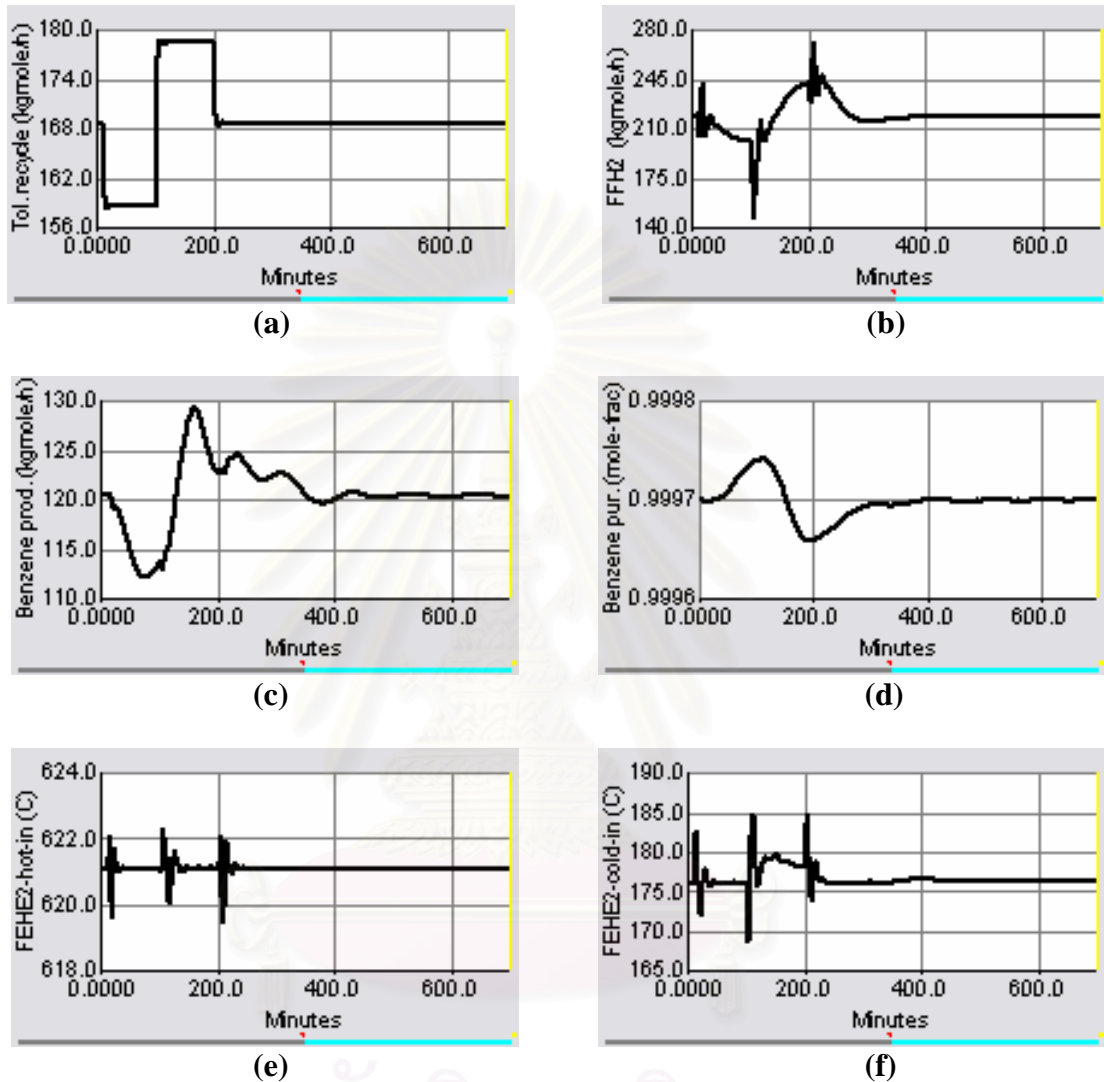 Tol. recycle (kgmole/h)
180.0
174.0
168.0
162.0
156.0
0.0000 200.0 400.0 600.0
Minutes
(a)
FFH2 (kgmole/h)
280.0
245.0
210.0
175.0
140.0
0.0000 200.0 400.0 600.0
Minutes
(b)
Benzene prod. (kgmole/h)
130.0
125.0
120.0
115.0
110.0
0.0000 200.0 400.0 600.0
Minutes
(c)
Benzene pur. (mole-frac)
0.9998
0.9997
0.9996
0.0000 200.0 400.0 600.0
Minutes
(d)
FEHE2-hot-in (C)
624.0
622.0
620.0
618.0
0.0000 200.0 400.0 600.0
Minutes
(e)
FEHE2-cold-in (C)
190.0
185.0
180.0
175.0
170.0
165.0
0.0000 200.0 400.0 600.0
Minutes
(f)